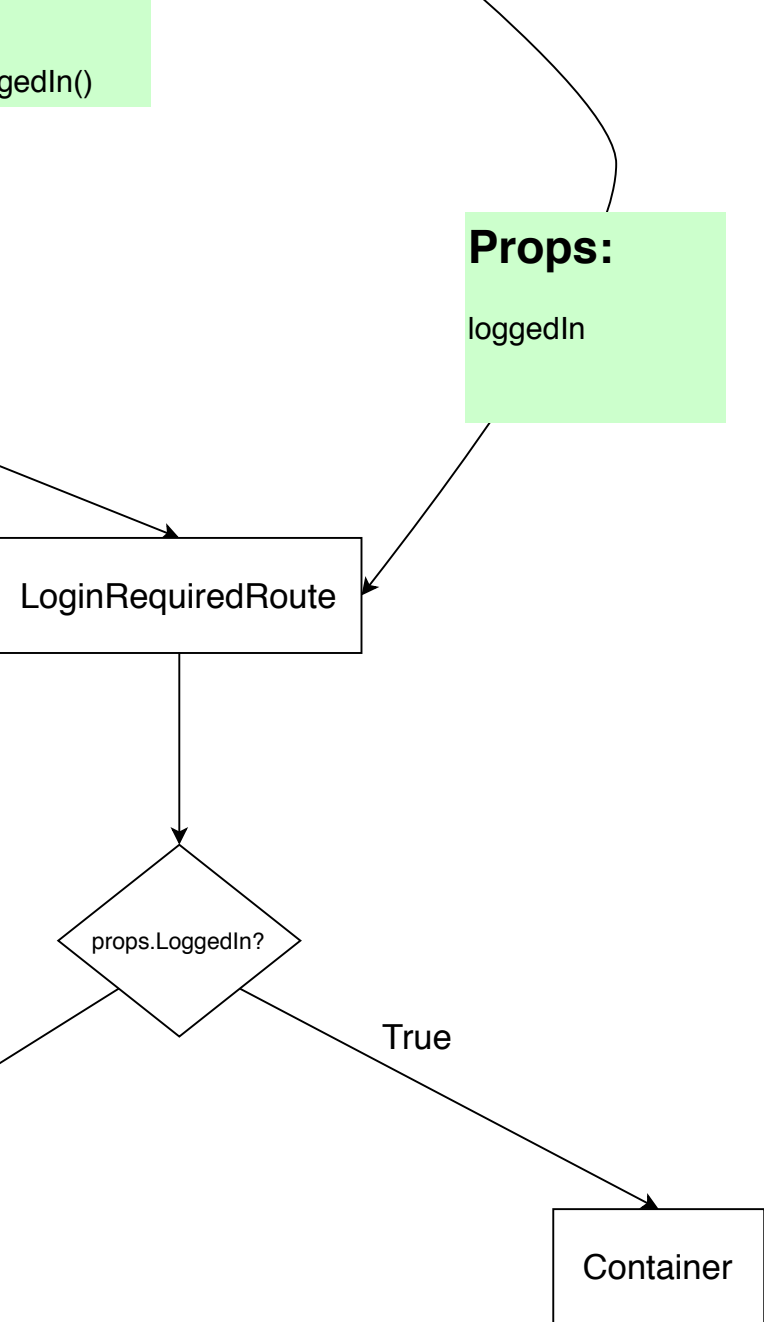 gedIn()
Props:
loggedIn
LoginRequiredRoute
props.LoggedIn?
True
Container